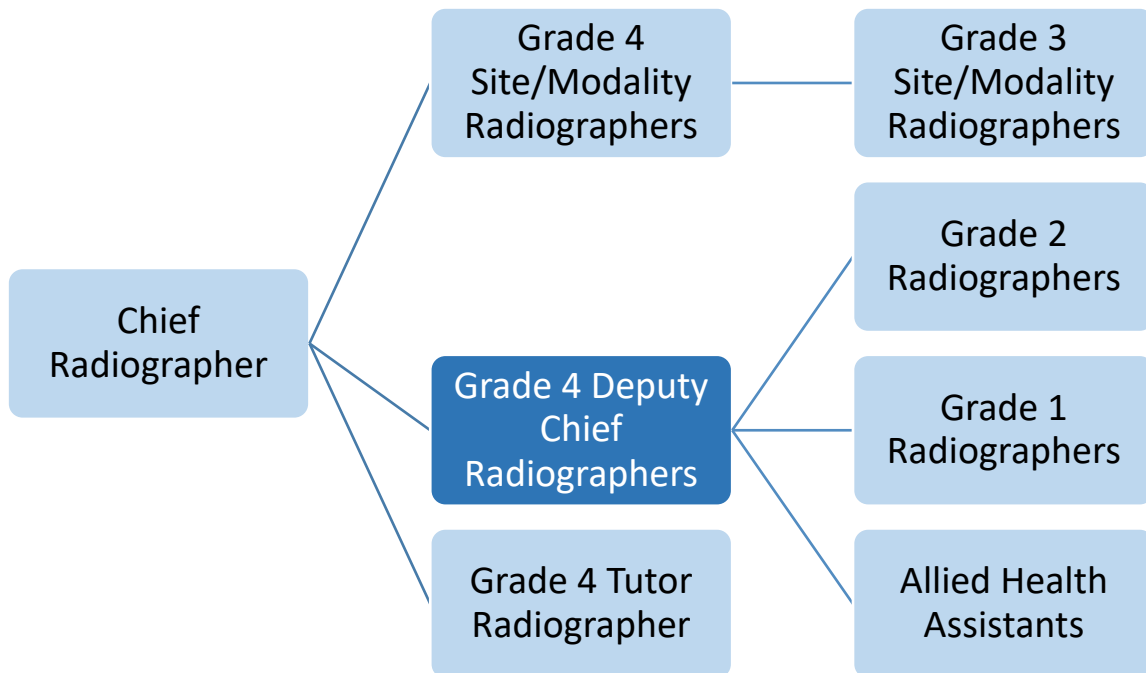 Chief
Radiographer
Grade 4
Site/Modality
Radiographers
Grade 3
Site/Modality
Radiographers
Grade 4 Deputy
Chief
Radiographers
Grade 2
Radiographers
Grade 1
Radiographers
Allied Health
Assistants
Grade 4 Tutor
Radiographer